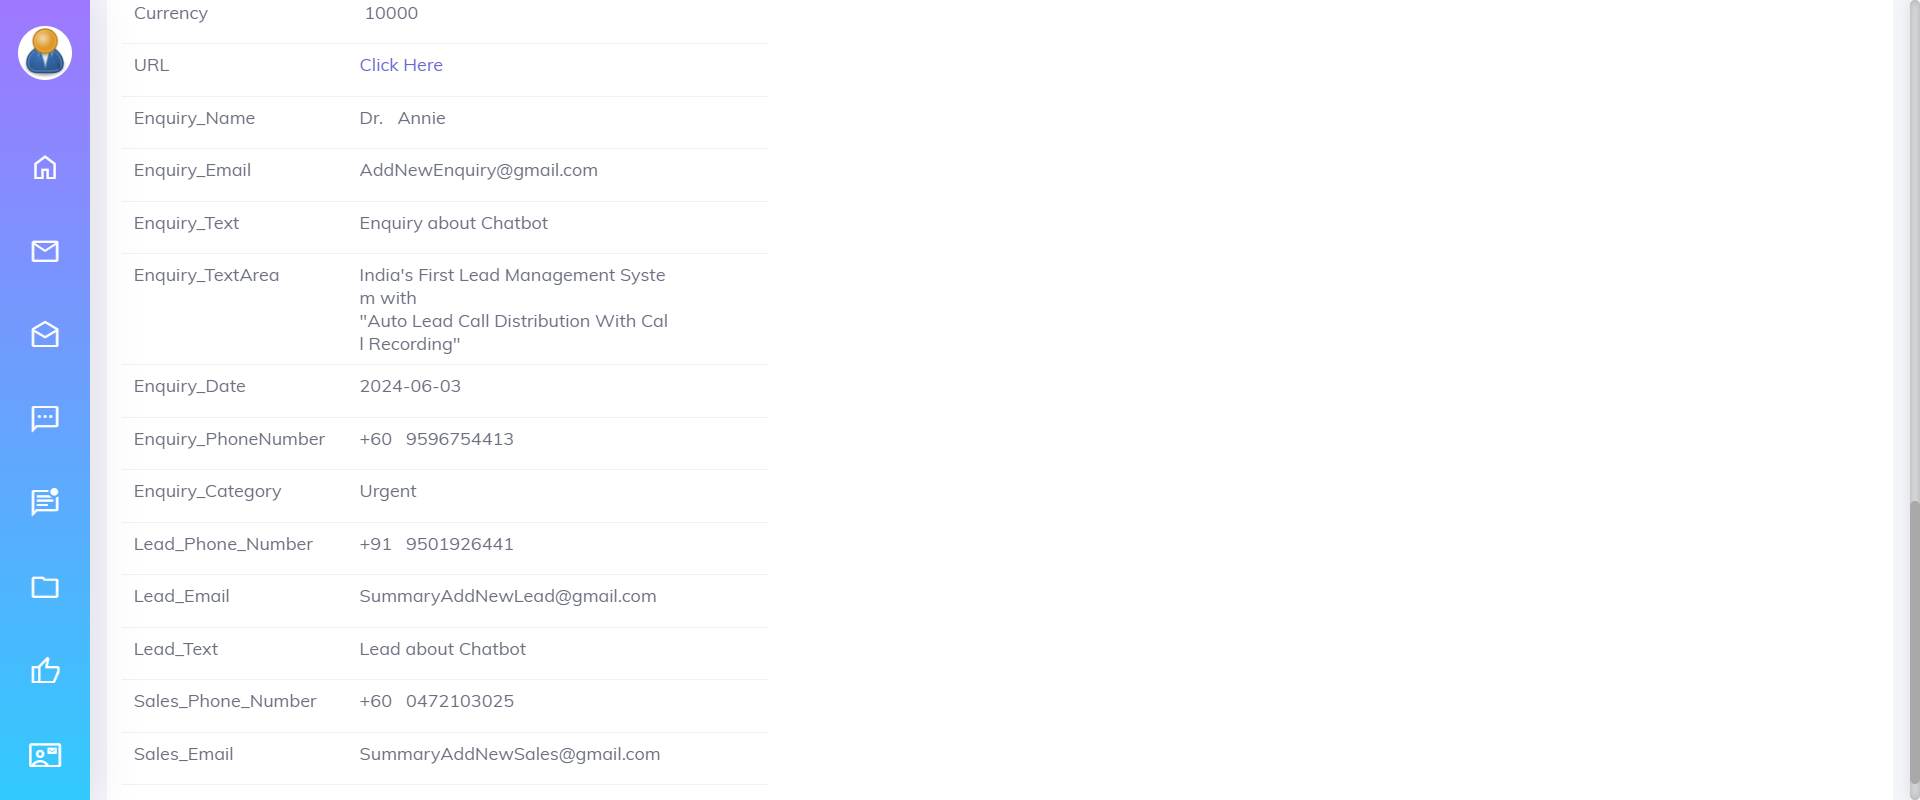 Currency 10000
URL Click Here
Enquiry_Name Dr. Annie
Enquiry_Email AddNewEnquiry@gmail.com
Enquiry_Text Enquiry about Chatbot
Enquiry_TextArea India's First Lead Management Syste
m with
"Auto Lead Call Distribution With Cal
l Recording"
Enquiry_Date 2024-06-03
Enquiry_PhoneNumber +60 9596754413
Enquiry_Category Urgent
Lead_Phone_Number +91 9501926441
Lead_Email SummaryAddNewLead@gmail.com
Lead_Text Lead about Chatbot
Sales_Phone_Number +60 0472103025
Sales_Email SummaryAddNewSales@gmail.com